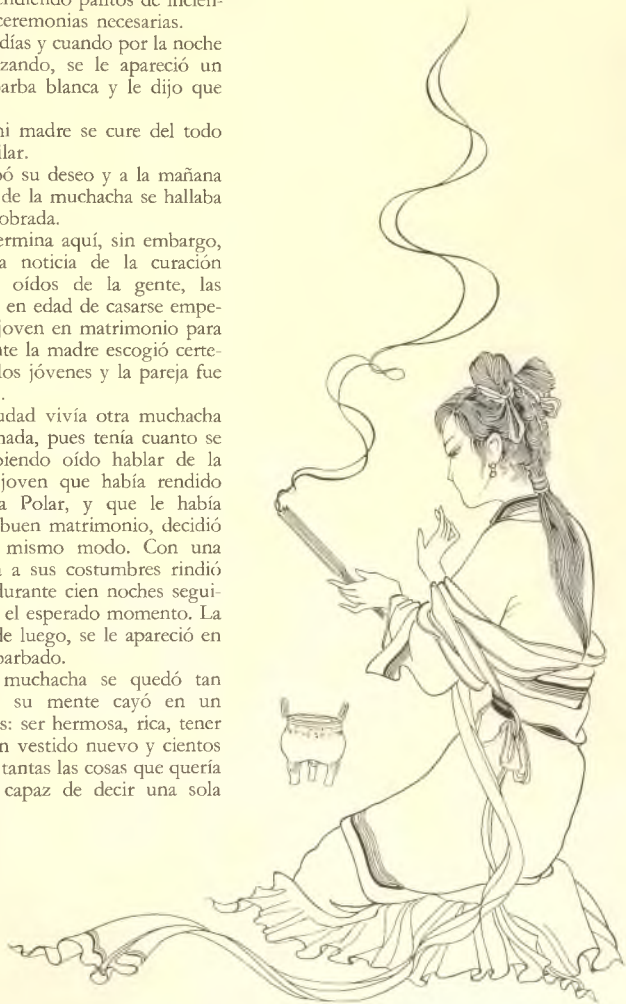 ndiendo palitos de incien-
ceremonias necesarias.
días y cuando por la noche
zando, se le apareció un
barba blanca y le dijo que
mi madre se cure del todo
ilar.
bó su deseo y a la mañana
de la muchacha se hallaba
obrada.
ermina aquí, sin embargo,
a noticia de la curación
oídos de la gente, las
en edad de casarse empe-
joven en matrimonio para
nte la madre escogió certe-
los jóvenes y la pareja fue
udad vivía otra muchacha
nada, pues tenía cuanto se
biendo oído hablar de la
joven que había rendido
a Polar, y que le había
buen matrimonio, decidió
mismo modo. Con una
a sus costumbres rindió
durante cien noches segui-
el esperado momento. La
de luego, se le apareció en
barbado.
muchacha se quedó tan
su mente cayó en un
s: ser hermosa, rica, tener
n vestido nuevo y cientos
tantas las cosas que quería
capaz de decir una sola